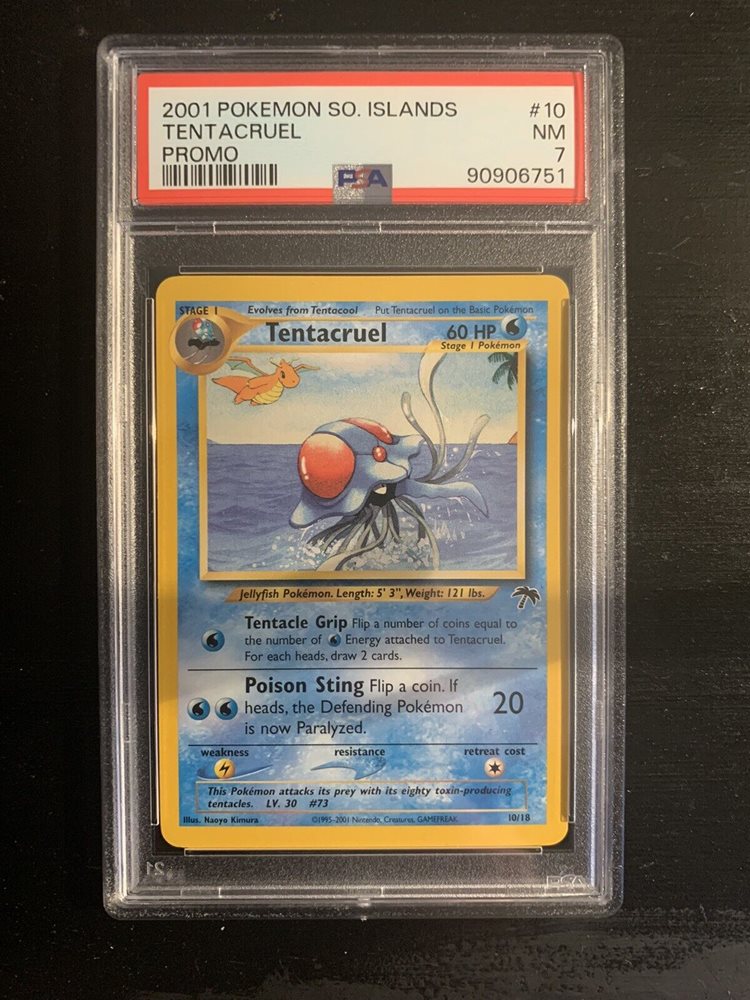 2001 POKEMON SO. ISLANDS #10
TENTACRUEL NM
PROMO 7
PSA 90906751
STAGE 1 Evolves from Tentacool Put Tentacruel on the Basic Pokémon
Tentacruel 60 HP
Stage 1 Pokémon
Jellyfish Pokémon. Length: 5' 3", Weight: 121 lbs.
Tentacle Grip Flip a number of coins equal to
the number of Energy attached to Tentacruel.
For each heads, draw 2 cards.
Poison Sting Flip a coin. If
heads, the Defending Pokémon 20
is now Paralyzed.
weakness resistance retreat cost
This Pokémon attacks its prey with its eighty toxin-producing
tentacles. LV. 30 #73
Illus. Naoyo Kimura ©1995-2001 Nintendo, Creatures, GAMEFREAK. 10/18